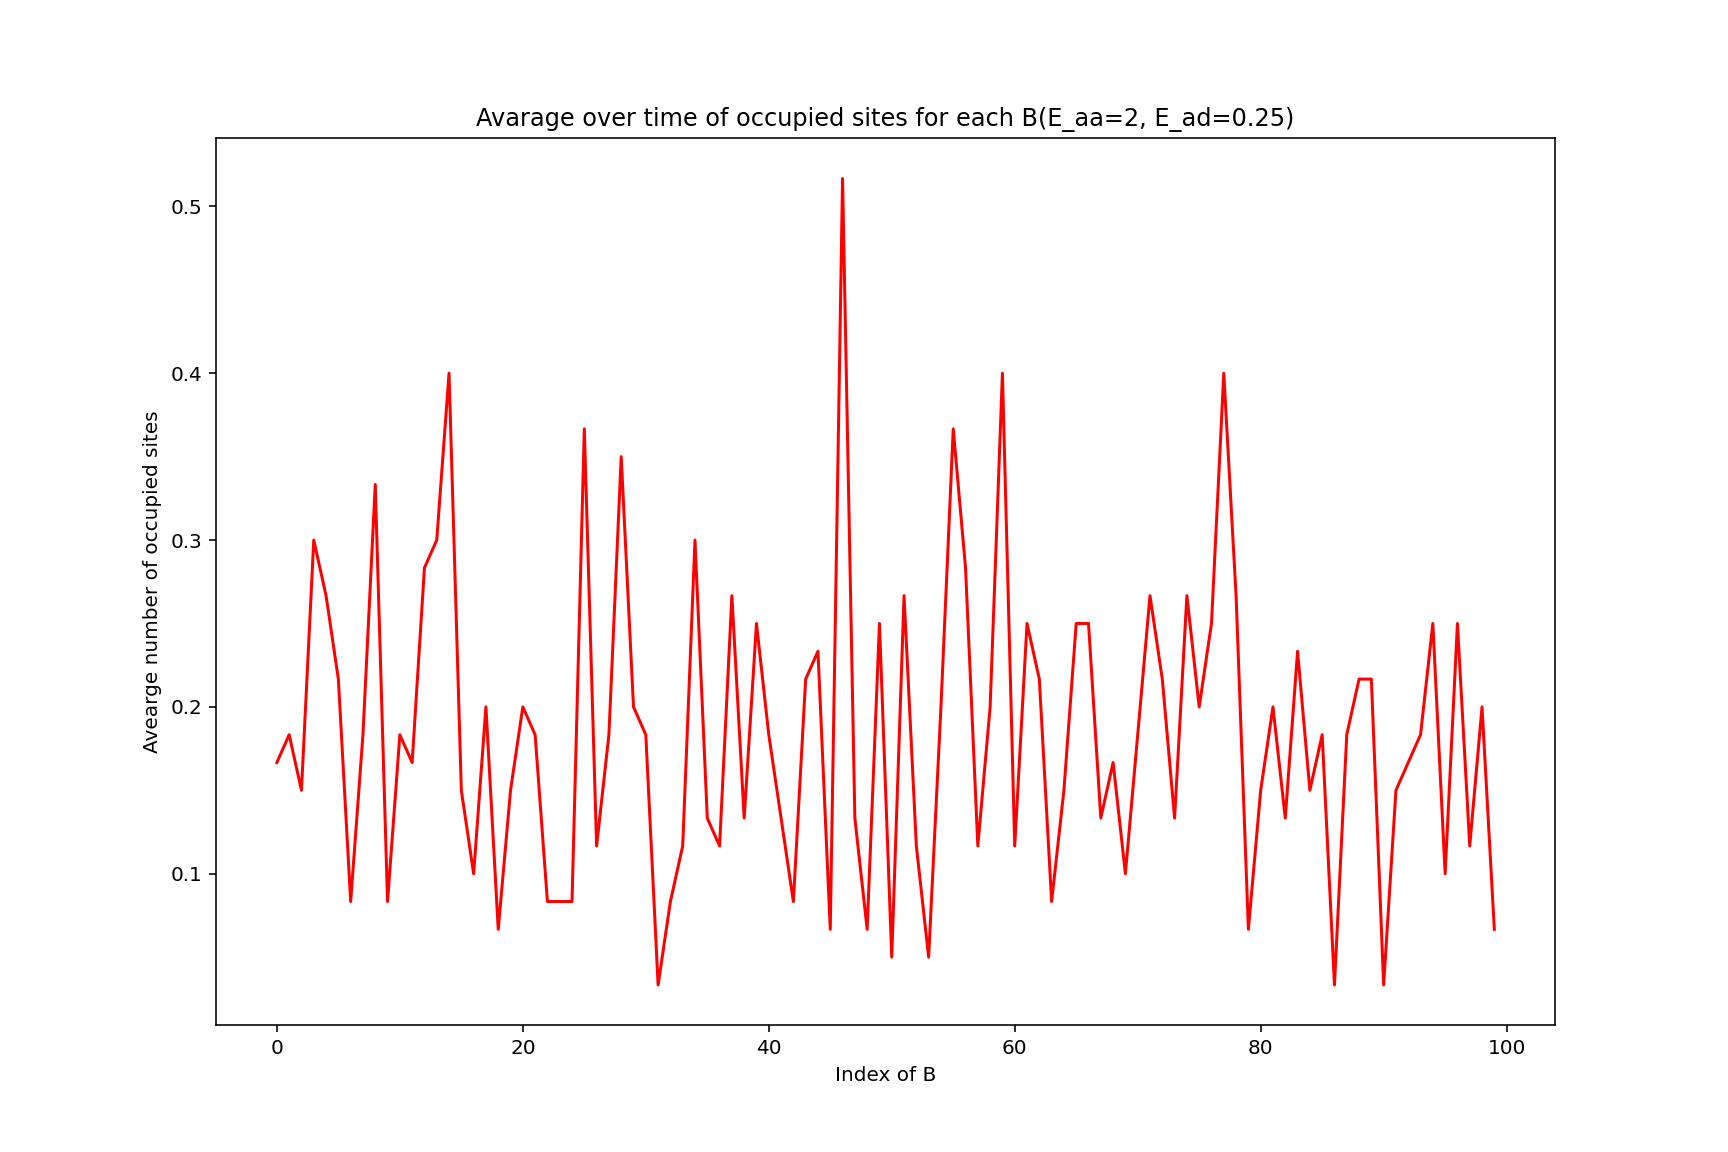 Avarage over time of occupied sites for each B(E_aa=2, E_ad=0.25)
0.5
0.4
0.3
0.2
0.1
Avearge number of occupied sites
0 20 40 60 80 100
Index of B